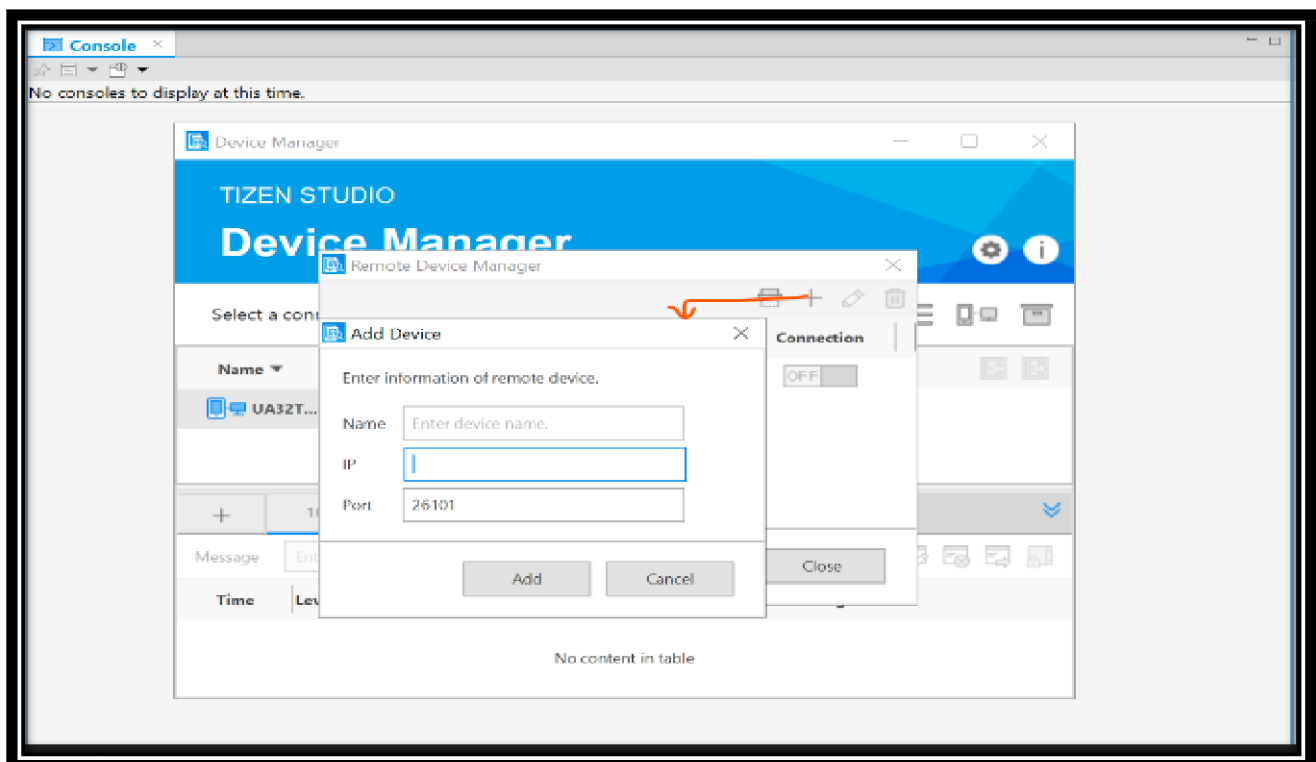 Console
No consoles to display at this time.
Device Manager
TIZEN STUDIO
Device Manager
Remote Device Manager
Select a
Add Device
Connection
Name
Enter information of remote device.
OFF
UA32T...
Name Enter device name.
IP
Port 26101
Message
Add Cancel
Close
Time
No content in table